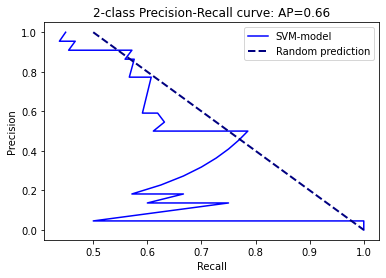 2-class Precision-Recall curve: AP=0.66
SVM-model
Random prediction
Precision
1.0
0.8
0.6
0.4
0.2
0.0
0.5 0.6 0.7 0.8 0.9 1.0
Recall